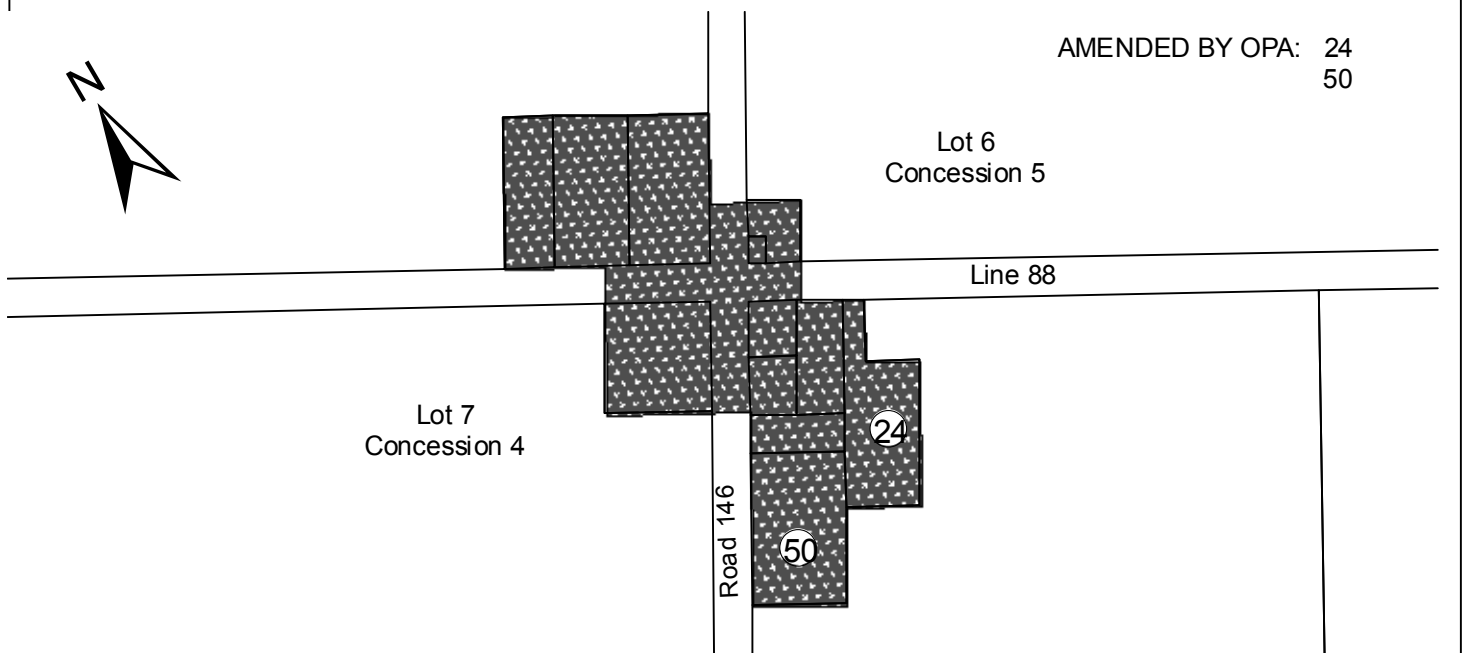 N
AMENDED BY OPA: 24
50
Lot 6
Concession 5
Line 88
Lot 7
Concession 4
24
Road 146
50